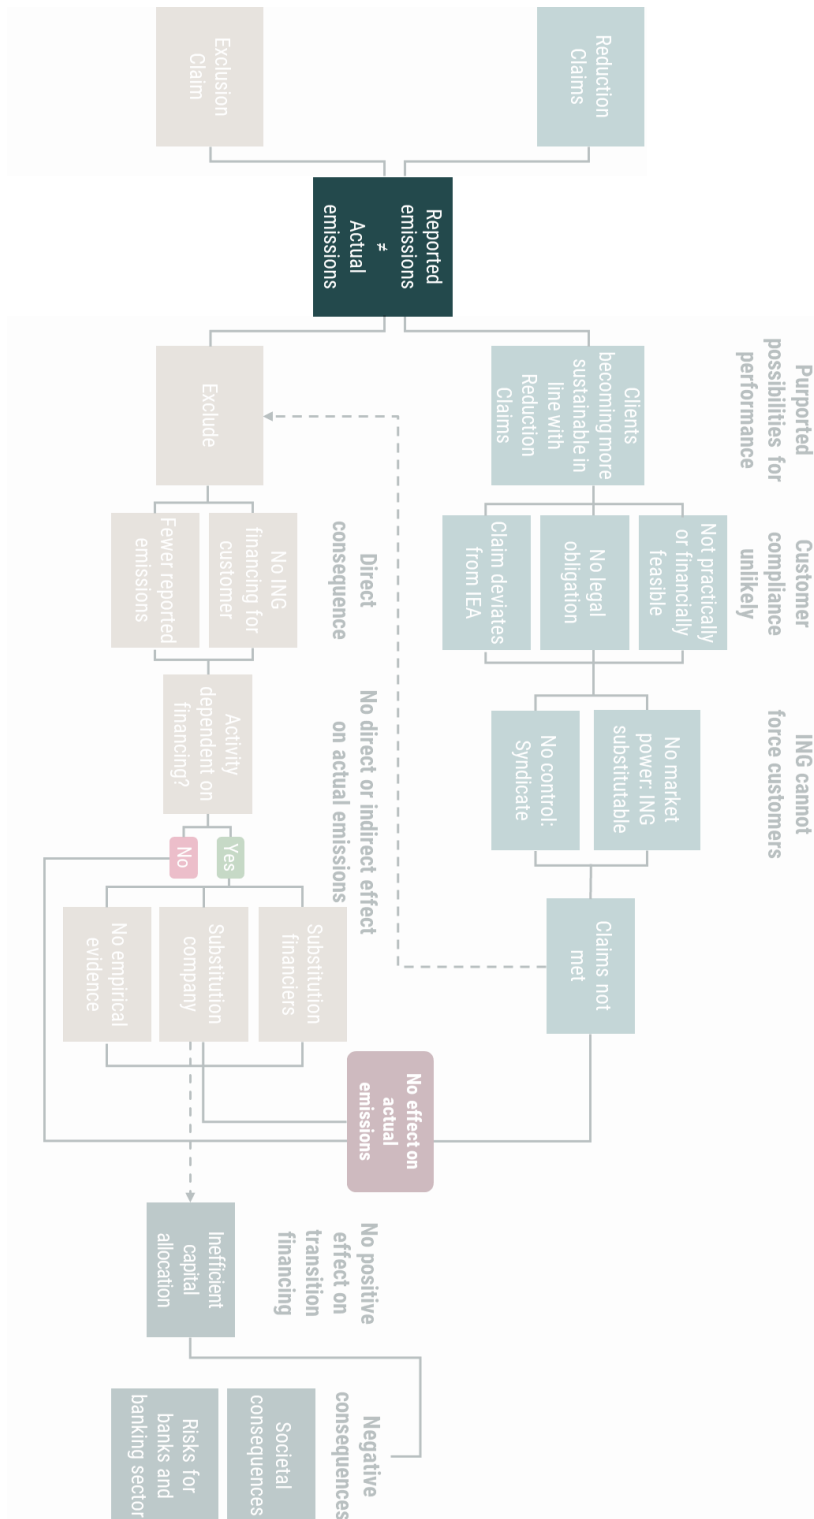 Reduction
Claims
Exclusion
Claim
Reported
emissions
≠
Actual
emissions
Purported
possibilities for
performance
Clients
becoming more
sustainable in
line with
Reduction
Claims
Exclude
Customer
compliance
unlikely
Not practically
or financially
feasible
No legal
obligation
Claim deviates
from IEA
Direct
consequence
No ING
financing for
customer
Fewer reported
emissions
ING cannot
force customers
No market
power: ING
substitutable
No control:
Syndicate
No direct or indirect effect
on actual emissions
Activity
dependent on
financing?
Yes
No
Claims not
met
Substitution
financiers
Substitution
company
No empirical
evidence
No effect on
actual
emissions
No positive
effect on
transition
financing
Inefficient
capital
allocation
Negative
consequences
Societal
consequences
Risks for
banks and
banking sector